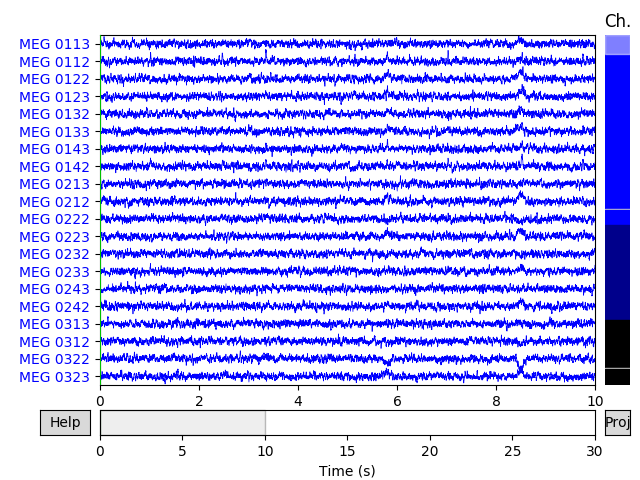 Ch.
MEG 0113
MEG 0112
MEG 0122
MEG 0123
MEG 0132
MEG 0133
MEG 0143
MEG 0142
MEG 0213
MEG 0212
MEG 0222
MEG 0223
MEG 0232
MEG 0233
MEG 0243
MEG 0242
MEG 0313
MEG 0312
MEG 0322
MEG 0323
0 2 4 6 8 10
Help
Proj
0 5 10 15 20 25 30
Time (s)